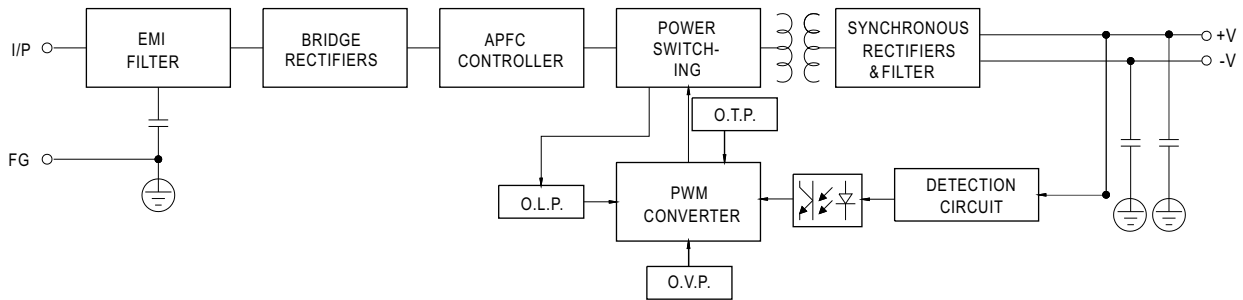 I/P
EMI
FILTER
BRIDGE
RECTIFIERS
APFC
CONTROLLER
POWER
SWITCH-
ING
SYNCHRONOUS
RECTIFIERS
&FILTER
+V
-V
O.T.P.
FG
O.L.P.
PWM
CONVERTER
DETECTION
CIRCUIT
O.V.P.